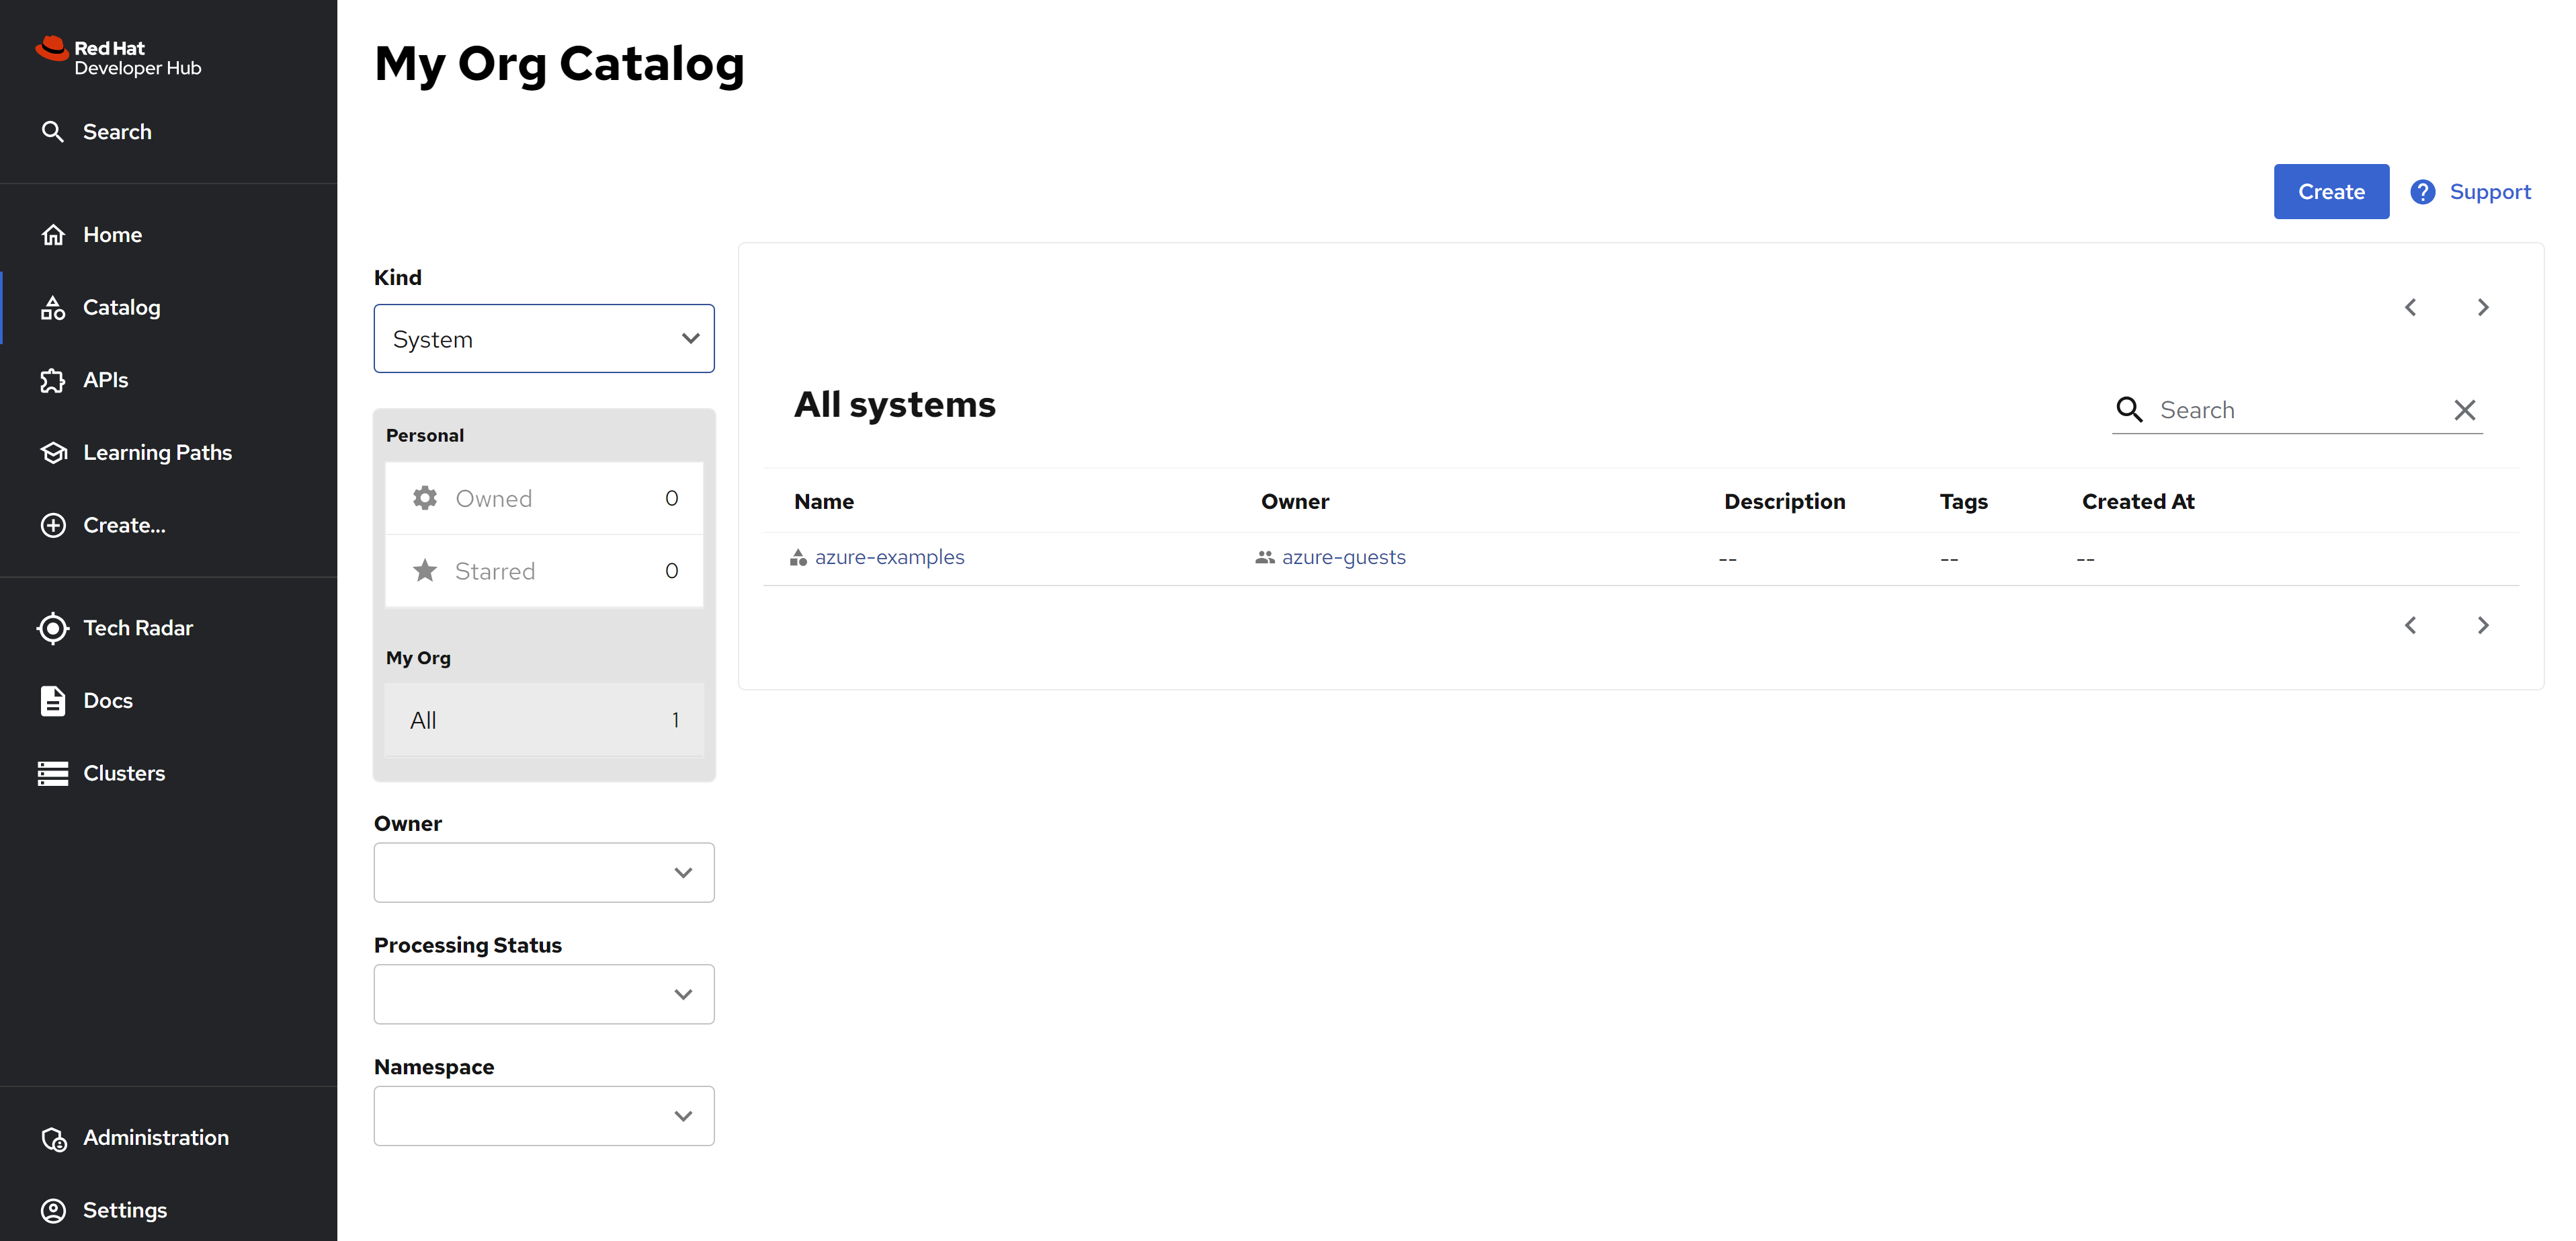 Red Hat
Developer Hub
Search
Home
Catalog
APIs
Learning Paths
Create...
Tech Radar
Docs
Clusters
Administration
Settings
My Org Catalog
Create
Support
Kind
System
Personal
Owned 0
Starred 0
My Org
All 1
Owner
Processing Status
Namespace
All systems
Search
Name Owner Description Tags Created At
azure-examples azure-guests -- -- --